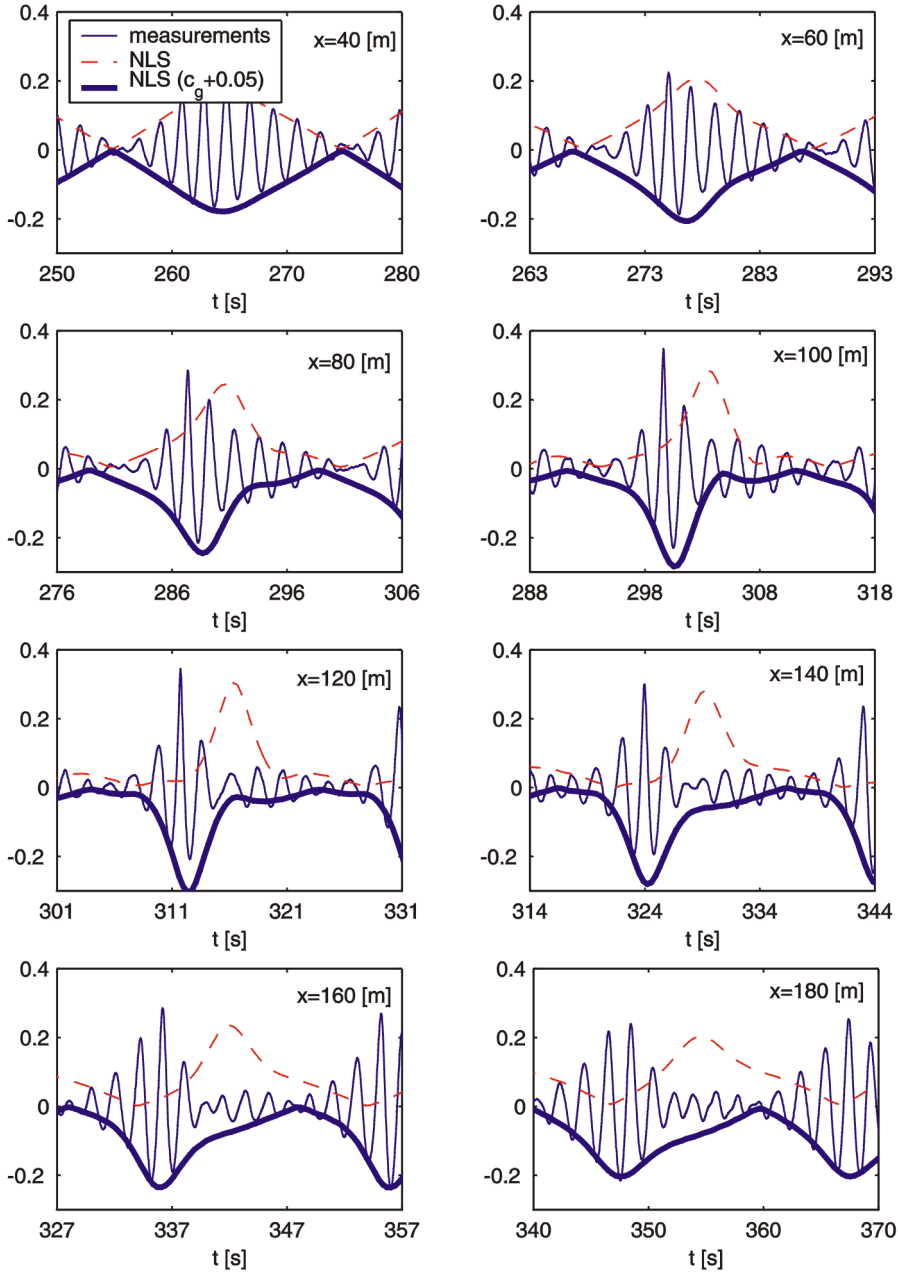 0.4
0.2
0
-0.2
measurements
NLS
NLS (cg+0.05)
x=40 [m]
250 260 270 280
t [s]
0.4
0.2
0
-0.2
x=60 [m]
263 273 283 293
t [s]
0.4
0.2
0
-0.2
x=80 [m]
276 286 296 306
t [s]
0.4
0.2
0
-0.2
x=100 [m]
288 298 308 318
t [s]
0.4
0.2
0
-0.2
x=120 [m]
301 311 321 331
t [s]
0.4
0.2
0
-0.2
x=140 [m]
314 324 334 344
t [s]
0.4
0.2
0
-0.2
x=160 [m]
327 337 347 357
t [s]
0.4
0.2
0
-0.2
x=180 [m]
340 350 360 370
t [s]